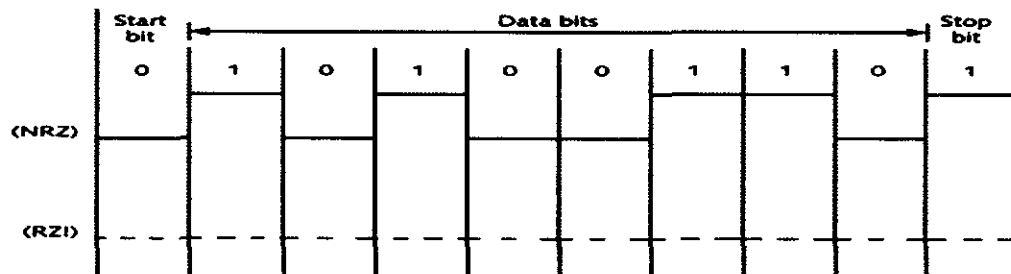 Start bit
Data bits
Stop bit
0 1 0 1 0 0 1 1 0 1
(NRZ)
(RZI)